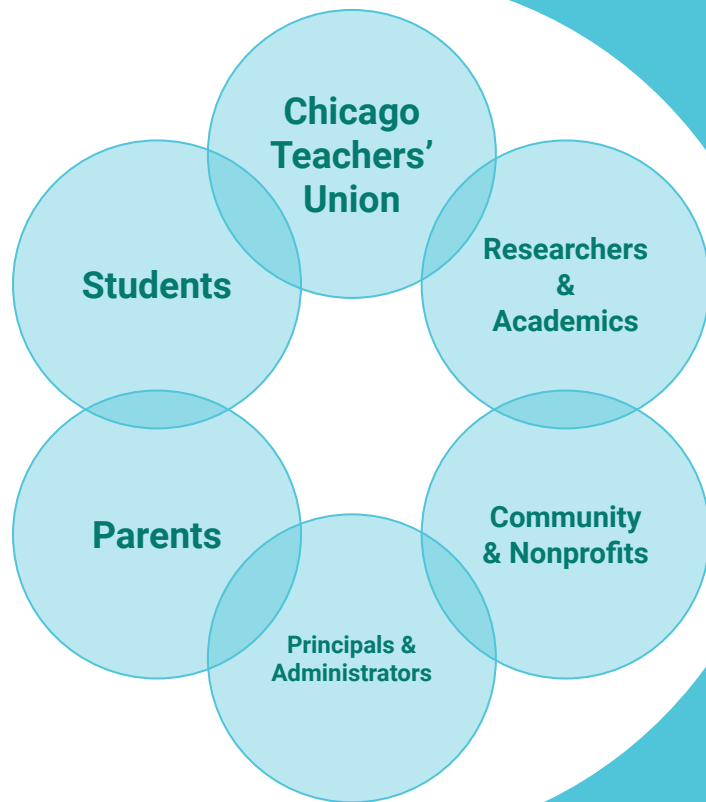 Chicago
Teachers’
Union
Researchers
&
Academics
Students
Community
& Nonprofits
Parents
Principals &
Administrators